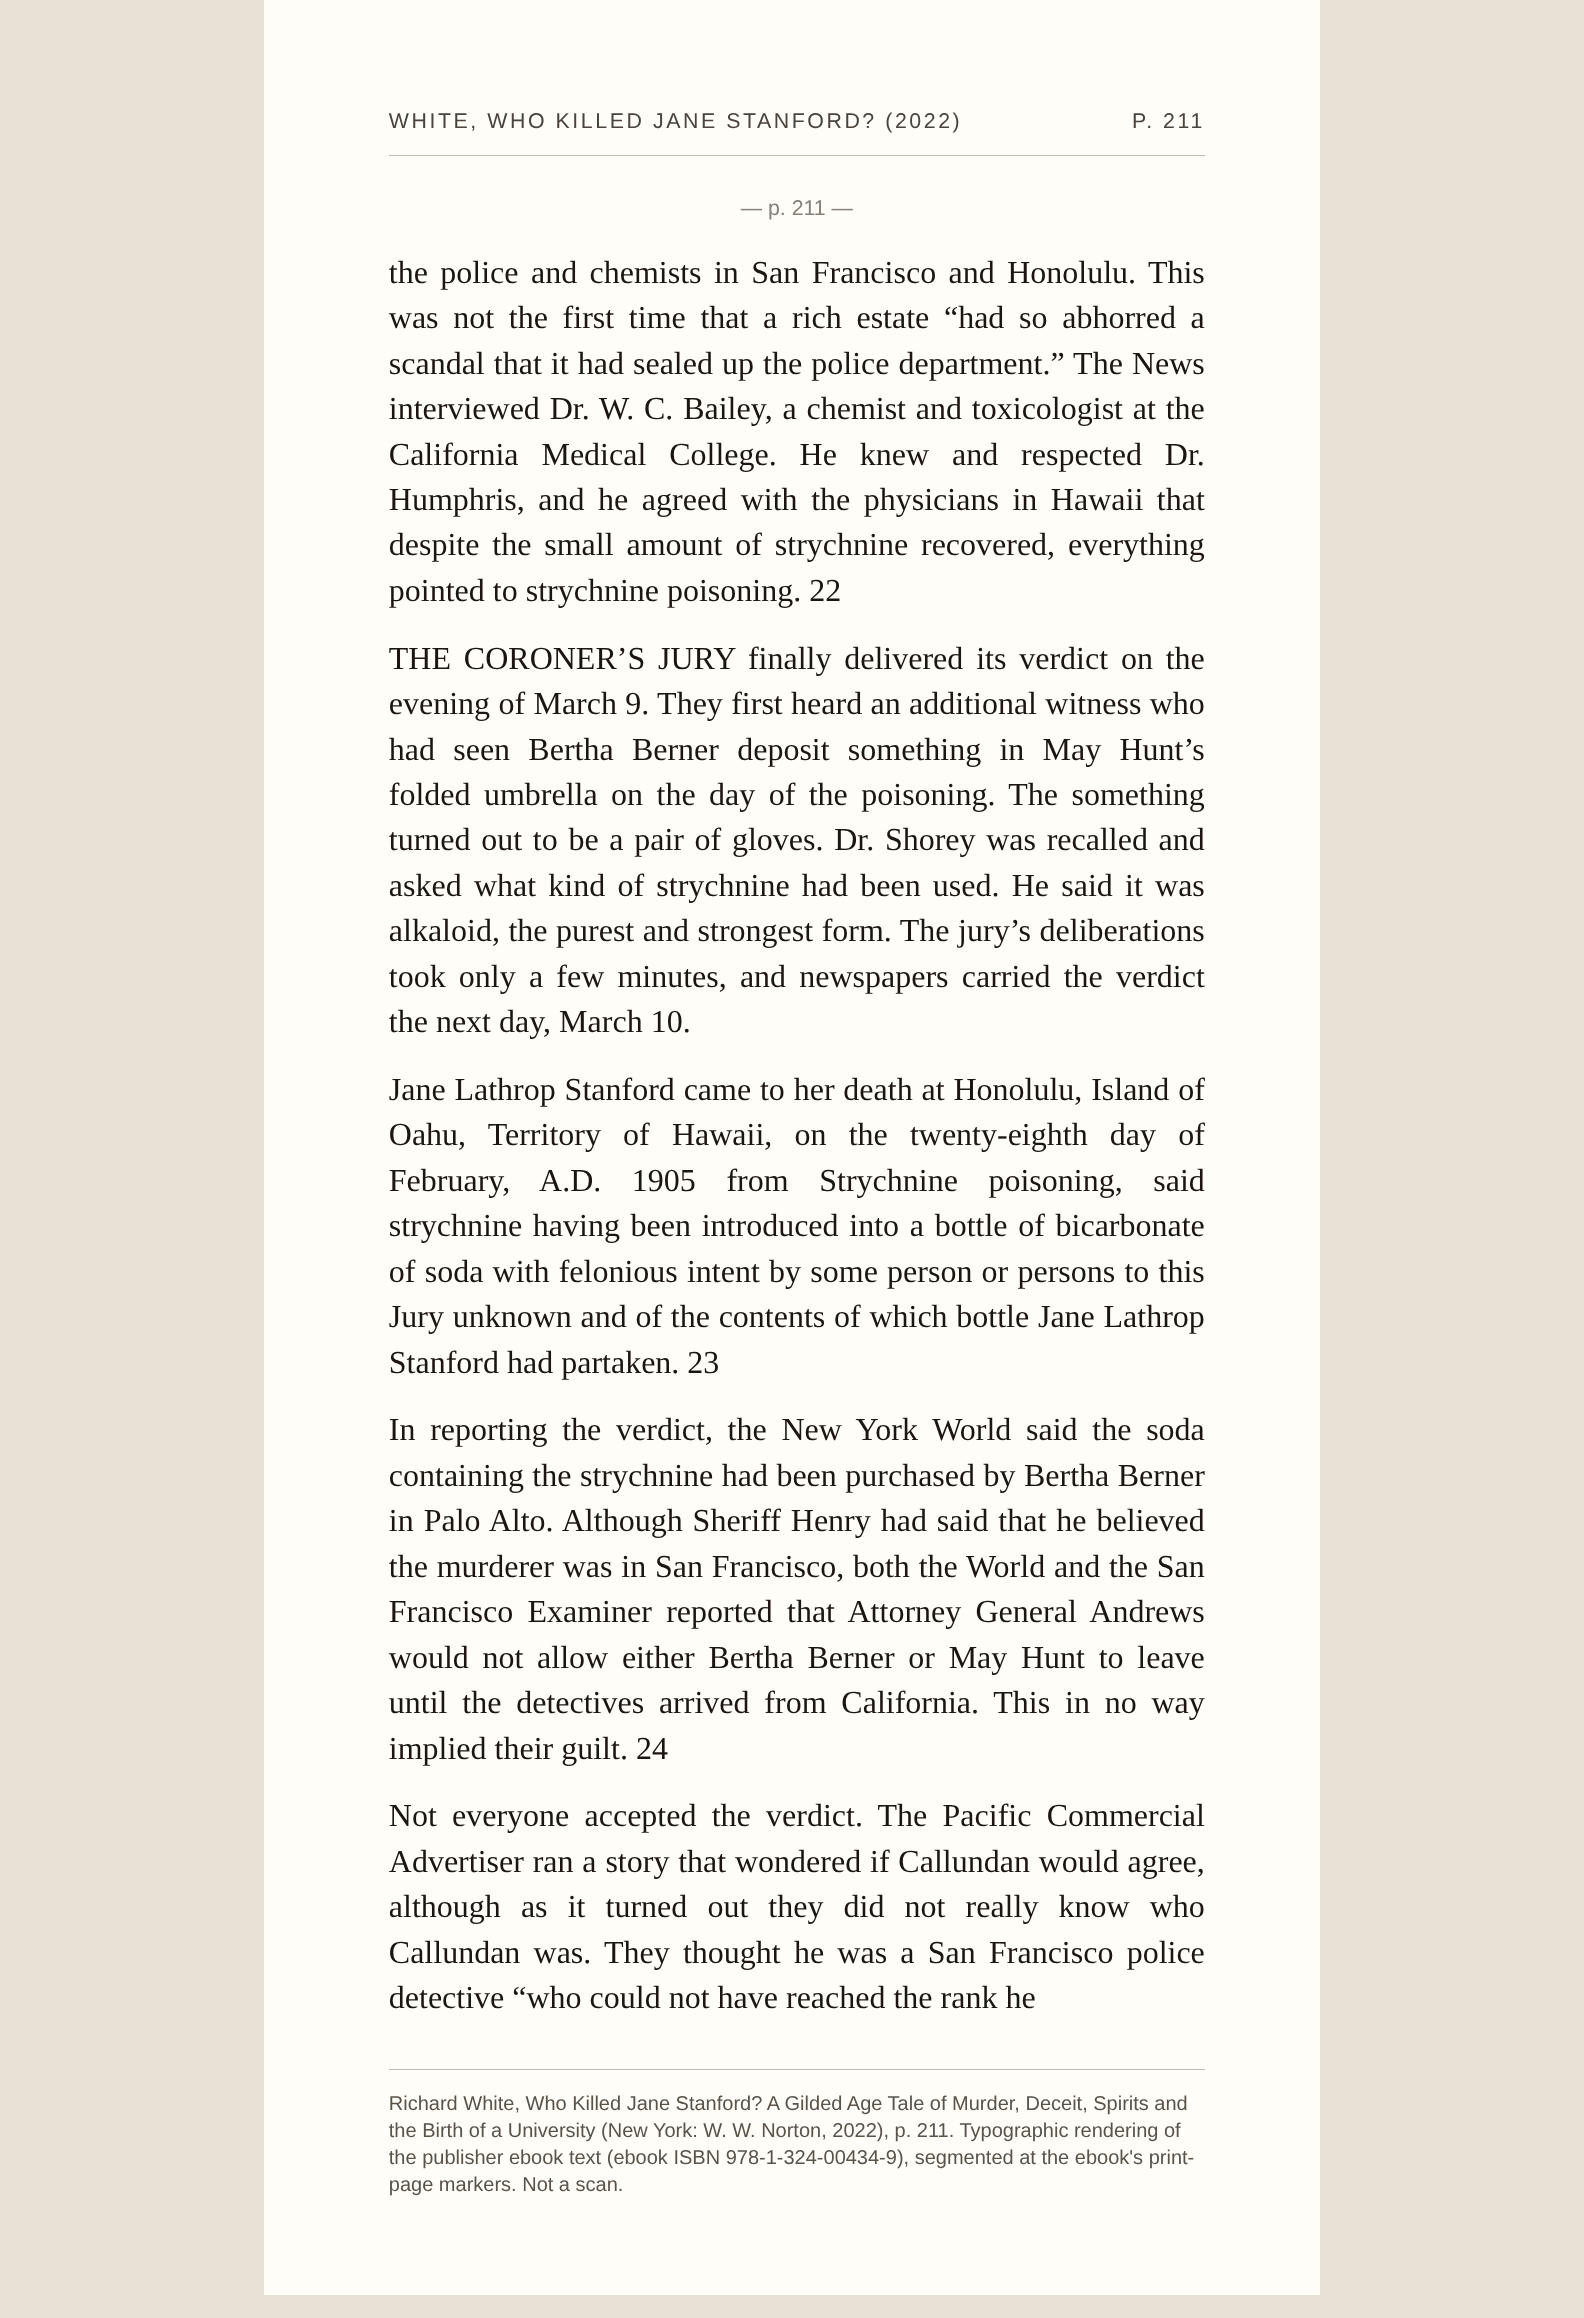 WHITE, WHO KILLED JANE STANFORD? (2022) P. 211
— p. 211 —
the police and chemists in San Francisco and Honolulu. This
was not the first time that a rich estate “had so abhorred a
scandal that it had sealed up the police department.” The News
interviewed Dr. W. C. Bailey, a chemist and toxicologist at the
California Medical College. He knew and respected Dr.
Humphris, and he agreed with the physicians in Hawaii that
despite the small amount of strychnine recovered, everything
pointed to strychnine poisoning. 22
THE CORONER’S JURY finally delivered its verdict on the
evening of March 9. They first heard an additional witness who
had seen Bertha Berner deposit something in May Hunt’s
folded umbrella on the day of the poisoning. The something
turned out to be a pair of gloves. Dr. Shorey was recalled and
asked what kind of strychnine had been used. He said it was
alkaloid, the purest and strongest form. The jury’s deliberations
took only a few minutes, and newspapers carried the verdict
the next day, March 10.
Jane Lathrop Stanford came to her death at Honolulu, Island of
Oahu, Territory of Hawaii, on the twenty-eighth day of
February, A.D. 1905 from Strychnine poisoning, said
strychnine having been introduced into a bottle of bicarbonate
of soda with felonious intent by some person or persons to this
Jury unknown and of the contents of which bottle Jane Lathrop
Stanford had partaken. 23
In reporting the verdict, the New York World said the soda
containing the strychnine had been purchased by Bertha Berner
in Palo Alto. Although Sheriff Henry had said that he believed
the murderer was in San Francisco, both the World and the San
Francisco Examiner reported that Attorney General Andrews
would not allow either Bertha Berner or May Hunt to leave
until the detectives arrived from California. This in no way
implied their guilt. 24
Not everyone accepted the verdict. The Pacific Commercial
Advertiser ran a story that wondered if Callundan would agree,
although as it turned out they did not really know who
Callundan was. They thought he was a San Francisco police
detective “who could not have reached the rank he
Richard White, Who Killed Jane Stanford? A Gilded Age Tale of Murder, Deceit, Spirits and
the Birth of a University (New York: W. W. Norton, 2022), p. 211. Typographic rendering of
the publisher ebook text (ebook ISBN 978-1-324-00434-9), segmented at the ebook's print-
page markers. Not a scan.